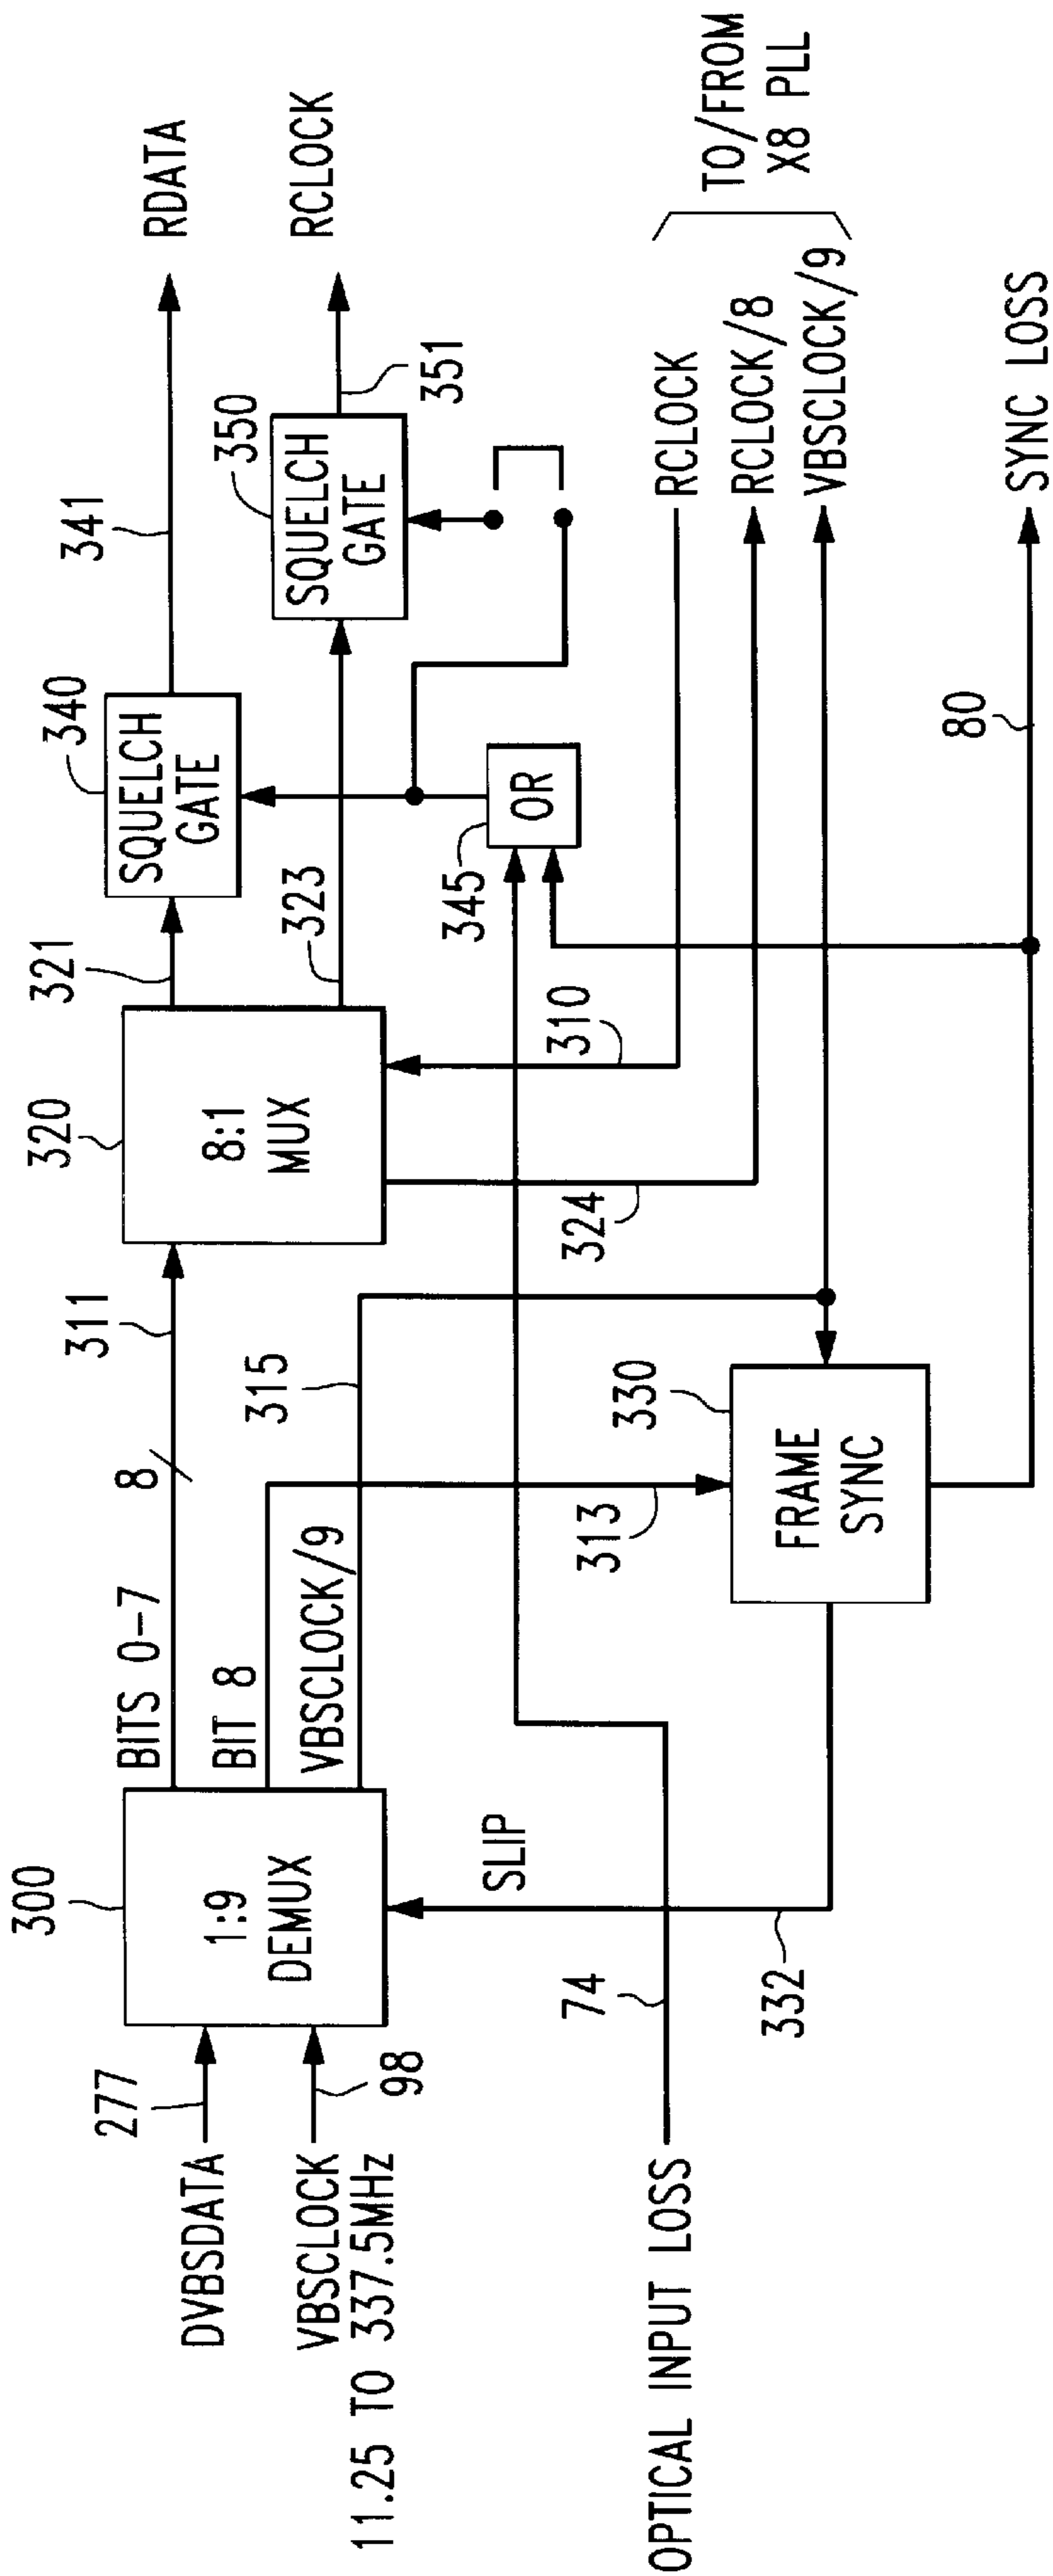 DVBSDATA
277
VBSCLOCK
11.25 TO 337.5MHz
98
300
1:9
DEMUX
BITS 0-7
8
311
BIT 8
VBSCLOCK/9
315
320
8:1
MUX
321
323
340
SQUELCH
GATE
341
RDATA
350
SQUELCH
GATE
351
RCLOCK
345
OR
310
324
RCLOCK
RCLOCK/8
VBSCLOCK/9
TO/FROM
X8 PLL
SLIP
313
330
FRAME
SYNC
332
OPTICAL INPUT LOSS
74
80
SYNC LOSS